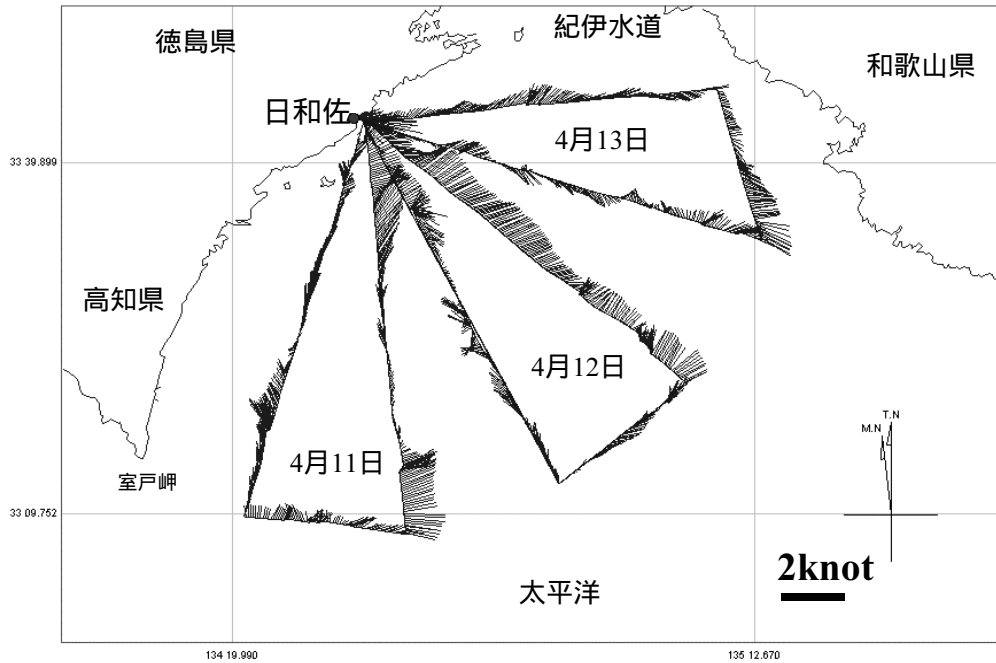 徳島県
紀伊水道
和歌山県
日和佐
4月13日
33 39.899
高知県
4月12日
T.N
M.N
4月11日
室戸岬
33 09.752
2knot
太平洋
134 19.990
135 12.670